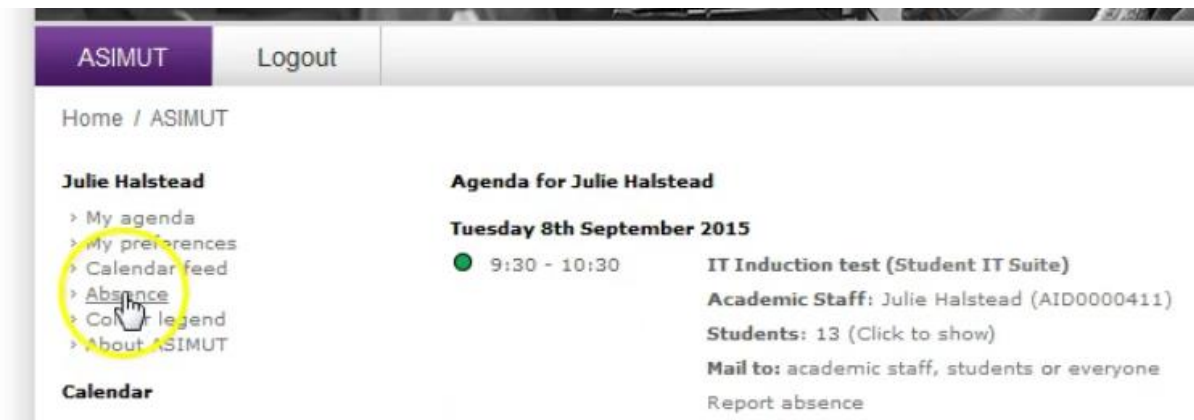 ASIMUT Logout
Home / ASIMUT
Julie Halstead
› My agenda
› My preferences
› Calendar feed
› Absence
› Colour legend
› About ASIMUT
Calendar
Agenda for Julie Halstead
Tuesday 8th September 2015
9:30 - 10:30 IT Induction test (Student IT Suite)
Academic Staff: Julie Halstead (AID0000411)
Students: 13 (Click to show)
Mail to: academic staff, students or everyone
Report absence